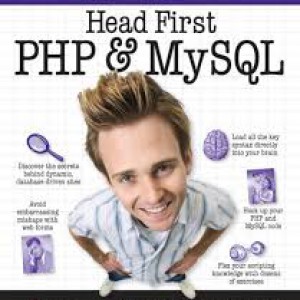 Head First
PHP & MySQL
Discover the secrets
behind dynamic,
database-driven sites
Load all the key
syntax directly
into your brain
Avoid
embarrassing
mishaps with
web forms
Hook up your
PHP and
MySQL code
Flex your scripting
knowledge with dozens
of exercises